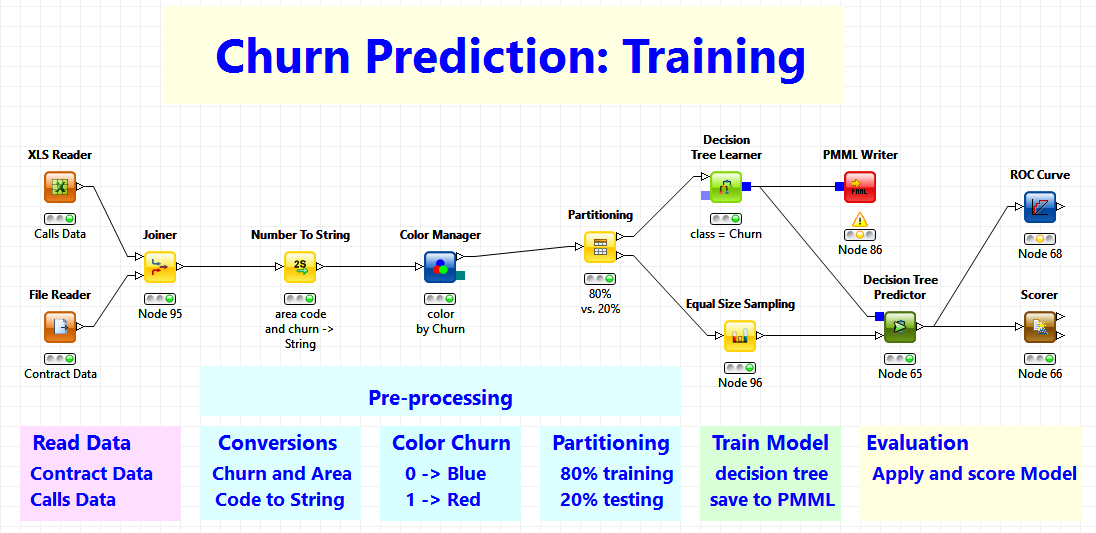 Churn Prediction: Training
XLS Reader
Calls Data
File Reader
Contract Data
Joiner
Node 95
Number To String
2S
area code
and churn ->
String
Color Manager
color
by Churn
Partitioning
80%
vs. 20%
Decision
Tree Learner
class = Churn
PMML Writer
PMML
Node 86
Equal Size Sampling
Node 96
Decision Tree
Predictor
Node 65
ROC Curve
Node 68
Scorer
Node 66
Pre-processing
Read Data
Contract Data
Calls Data
Conversions
Churn and Area
Code to String
Color Churn
0 -> Blue
1 -> Red
Partitioning
80% training
20% testing
Train Model
decision tree
save to PMML
Evaluation
Apply and score Model